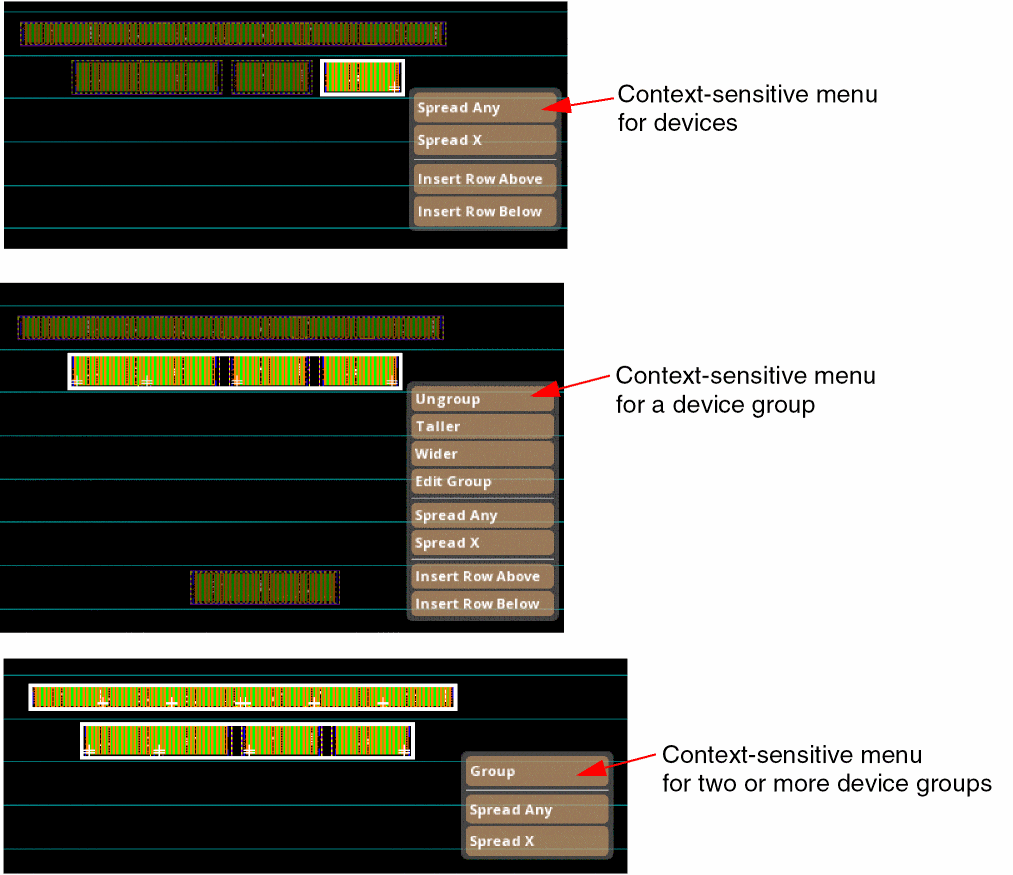 Spread Any
Spread X
Insert Row Above
Insert Row Below
Context-sensitive menu
for devices
Ungroup
Taller
Wider
Edit Group
Spread Any
Spread X
Insert Row Above
Insert Row Below
Context-sensitive menu
for a device group
Group
Spread Any
Spread X
Context-sensitive menu
for two or more device groups